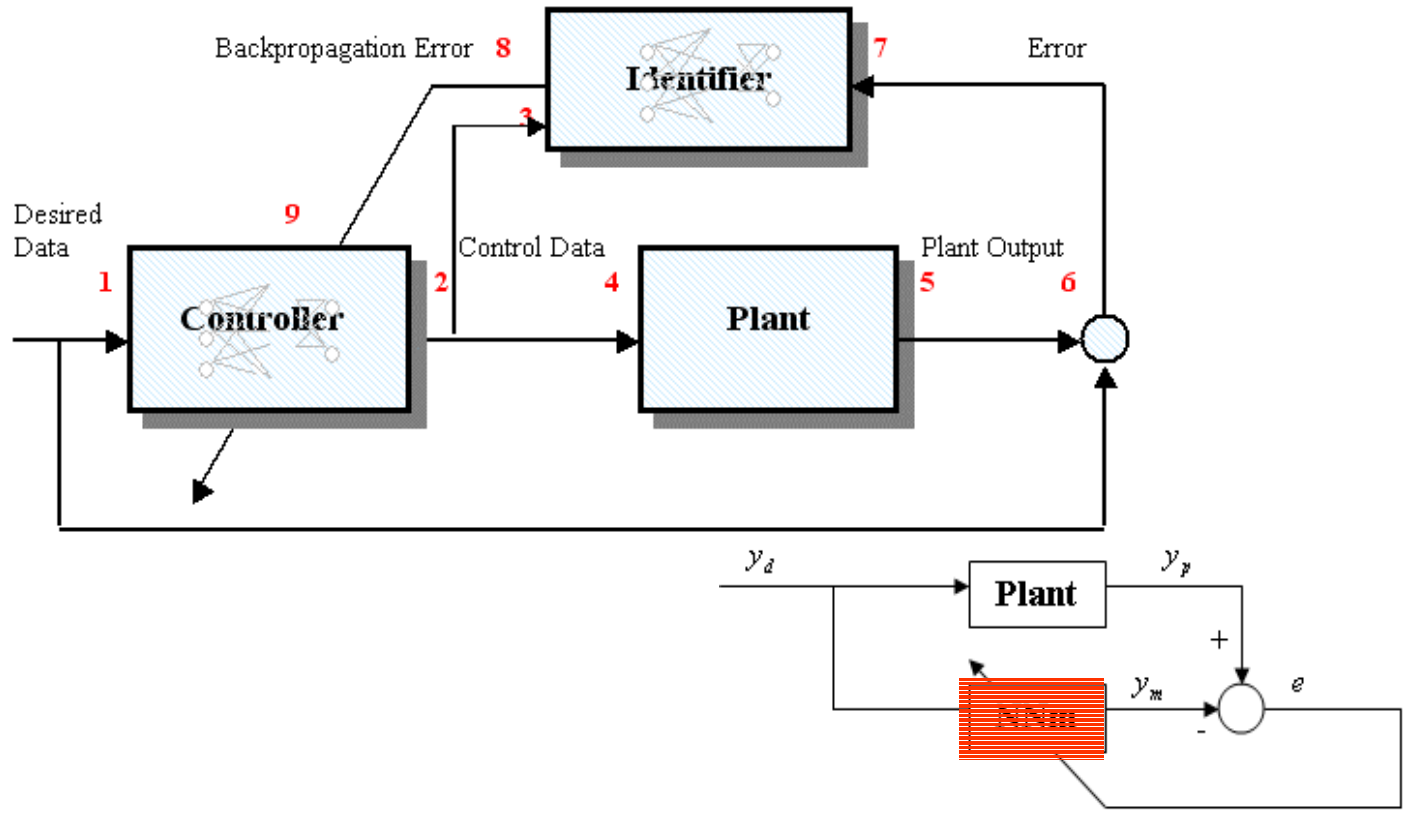 Backpropagation Error 8
7 Error
Identifier
3
Desired
Data
9
1
Control Data
Plant Output
2
4
5
6
Controller
Plant
y_d
y_p
Plant
+
y_m
e
-